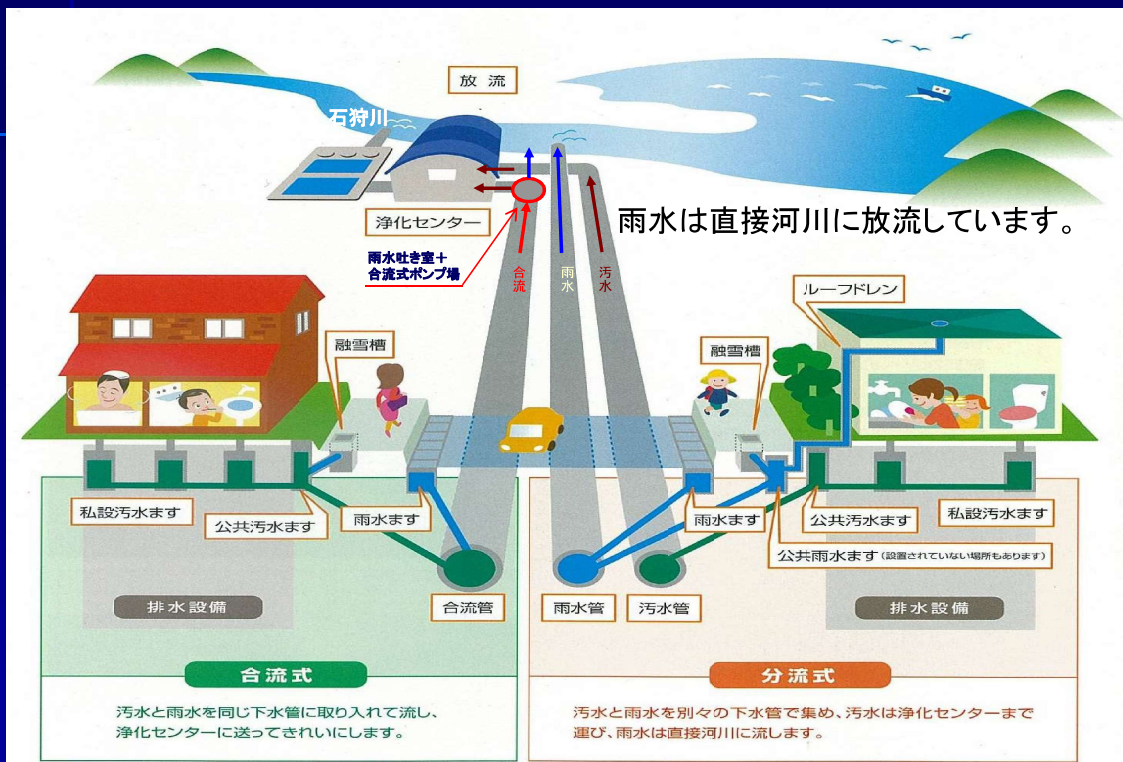 放流
石狩川
浄化センター
雨水は直接河川に放流しています。
雨水吐き室+
合流式ポンプ場
合流
雨水
汚水
ルーフドレン
融雪槽
融雪槽
私設汚水ます
公共汚水ます
雨水ます
雨水ます
公共汚水ます
私設汚水ます
公共雨水ます(設置されていない場所もあります)
排水設備
合流管
雨水管
汚水管
排水設備
合流式
汚水と雨水を同じ下水管に取り入れて流し、
浄化センターに送ってきれいにします。
分流式
汚水と雨水を別々の下水管で集め、汚水は浄化センターまで
運び、雨水は直接河川に流します。